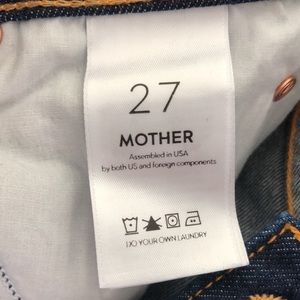 27
MOTHER
Assembled in USA
by both US and foreign components
DO YOUR OWN LAUNDRY